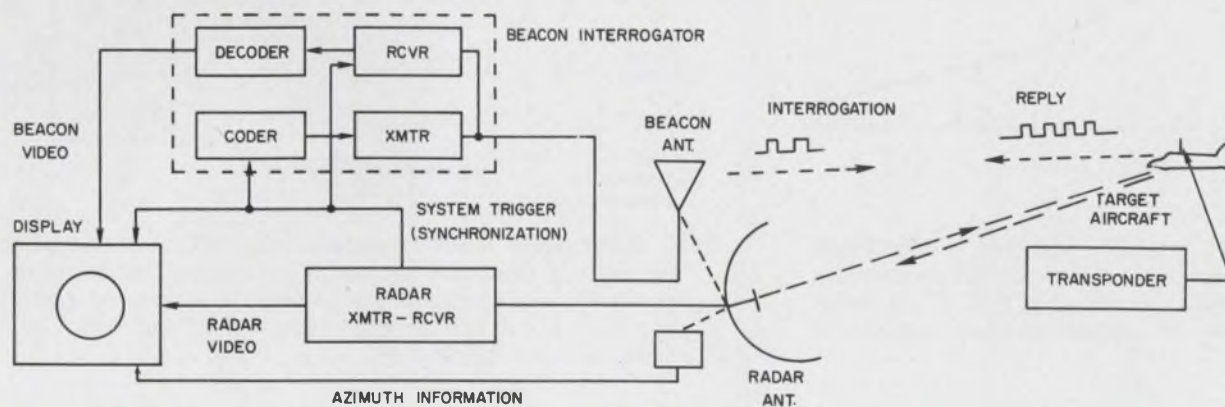 DECODER
RCVR
BEACON INTERROGATOR
INTERROGATION
REPLY
BEACON
VIDEO
CODER
XMTR
BEACON
ANT.
DISPLAY
SYSTEM TRIGGER
(SYNCHRONIZATION)
TARGET
AIRCRAFT
TRANSPONDER
RADAR
XMTR-RCVR
RADAR
VIDEO
RADAR
ANT.
AZIMUTH INFORMATION